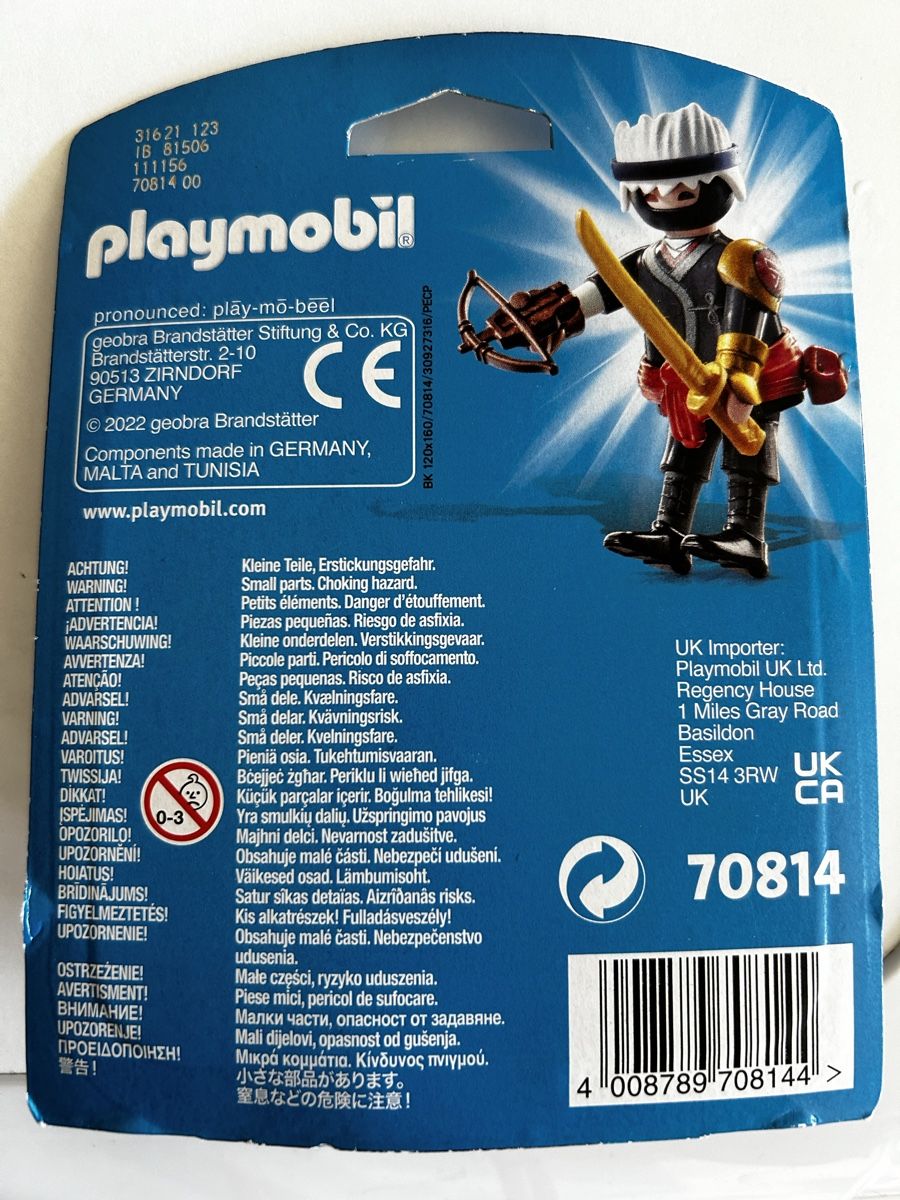 31621 123
IB 81506
111156
70814 00
playmobil®
pronounced: plāy-mō-bēēl
geobra Brandstätter Stiftung & Co. KG
Brandstätterstr. 2-10
90513 ZIRNDORF
GERMANY
CE
© 2022 geobra Brandstätter
Components made in GERMANY,
MALTA and TUNISIA
BK 120x160/70814/30927316/PECP
www.playmobil.com
ACHTUNG! Kleine Teile, Erstickungsgefahr.
WARNING! Small parts. Choking hazard.
ATTENTION ! Petits éléments. Danger d'étouffement.
¡ADVERTENCIA! Piezas pequeñas. Riesgo de asfixia.
WAARSCHUWING! Kleine onderdelen. Verstikkingsgevaar.
AVVERTENZA! Piccole parti. Pericolo di soffocamento.
ATENÇÃO! Peças pequenas. Risco de asfixia.
ADVARSEL! Små dele. Kvælningsfare.
VARNING! Små delar. Kvävningsrisk.
ADVARSEL! Små deler. Kvelningsfare.
VAROITUS! Pieniä osia. Tukehtumisvaaran.
TWISSIJA! Bċejjeċ żgħar. Periklu li wieħed jifga.
DİKKAT! Küçük parçalar içerir. Boğulma tehlikesi!
ĮSPĖJIMAS! Yra smulkių dalių. Užspringimo pavojus
OPOZORILO! Majhni delci. Nevarnost zadušitve.
UPOZORNĚNÍ! Obsahuje malé části. Nebezpečí udušení.
HOIATUS! Väikesed osad. Lämbumisoht.
BRĪDINĀJUMS! Satur sīkas detaļas. Aizrīšanās risks.
FIGYELMEZTETÉS! Kis alkatrészek! Fulladásveszély!
UPOZORNENIE! Obsahuje malé časti. Nebezpečenstvo
udusenia.
OSTRZEŻENIE! Małe części, ryzyko uduszenia.
AVERTISMENT! Piese mici, pericol de sufocare.
ВНИМАНИЕ! Малки части, опасност от задавяне.
UPOZORENJE! Mali dijelovi, opasnost od gušenja.
ΠΡΟΕΙΔΟΠΟΙΗΣΗ! Μικρά κομμάτια. Κίνδυνος πνιγμού.
警告! 小さな部品があります。
窒息などの危険に注意!
0-3
UK Importer:
Playmobil UK Ltd.
Regency House
1 Miles Gray Road
Basildon
Essex
SS14 3RW
UK
UK
CA
70814
4 008789 708144 >